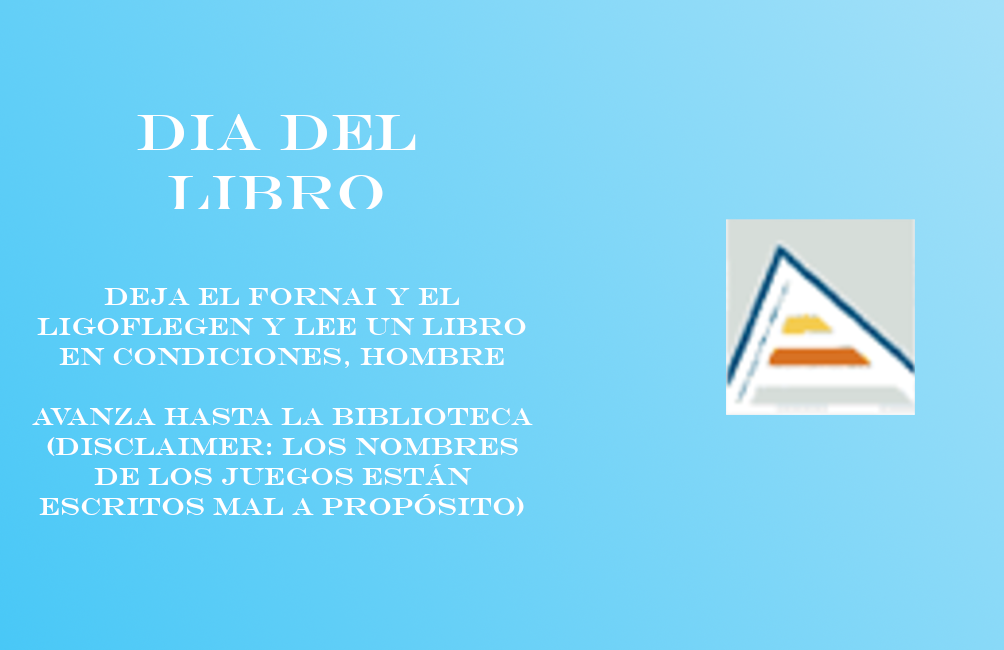 DIA DEL
LIBRO
DEJA EL FORNAI Y EL
LIGOFLEGEN Y LEE UN LIBRO
EN CONDICIONES, HOMBRE
AVANZA HASTA LA BIBLIOTECA
(DISCLAIMER: LOS NOMBRES
DE LOS JUEGOS ESTÁN
ESCRITOS MAL A PROPÓSITO)